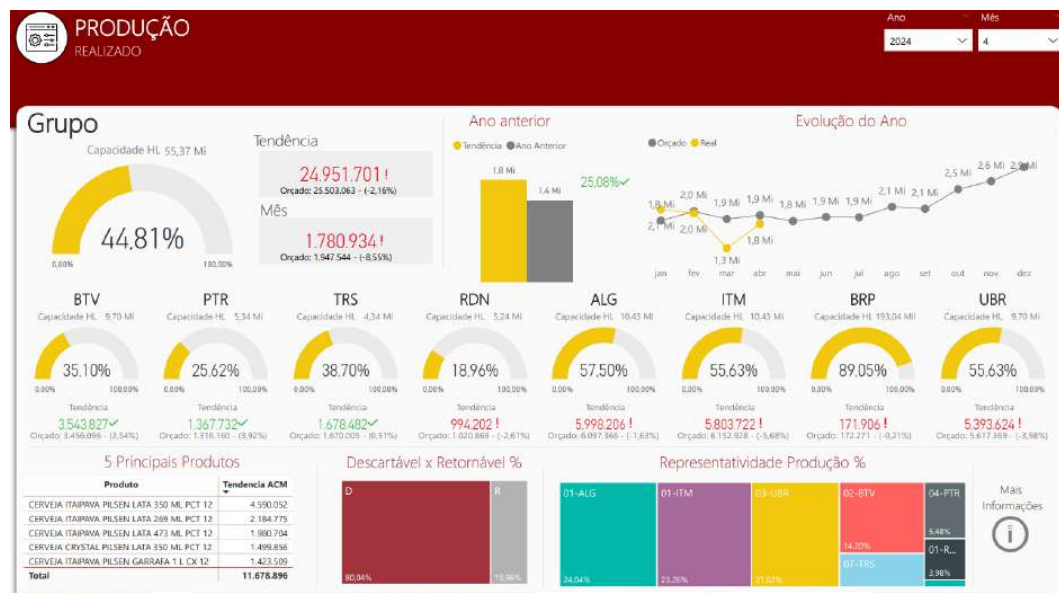 PRODUÇÃO
REALIZADO
Ano
Mês
2024
4
Grupo
Capacidade HL 55,37 Mi
44,81%
0,00%
100,00%
Tendência
24.951.701 !
Orçado: 25.503.063 - (-2,16%)
Mês
1.780.934 !
Orçado: 1.947.544 - (-8,55%)
Ano anterior
Tendência Ano Anterior
1,8 Mi
1,4 Mi
25,08%
Evolução do Ano
Orçado Real
1,8 Mi 2,0 Mi 1,9 Mi 1,9 Mi 1,8 Mi 1,9 Mi 1,9 Mi 2,1 Mi 2,1 Mi 2,5 Mi 2,6 Mi
2,0 Mi
1,3 Mi
1,8 Mi
jan fev mar abr mai jun jul ago set out nov dez
BTV PTR TRS RDN ALG ITM BRP UBR
Capacidade HL 9,70 Mi Capacidade HL 5,34 Mi Capacidade HL 4,34 Mi Capacidade HL 5,24 Mi Capacidade HL 10,43 Mi Capacidade HL 10,43 Mi Capacidade HL 193,04 Mil Capacidade HL 9,70 Mi
35,10% 25,62% 38,70% 18,96% 57,50% 55,63% 89,05% 55,63%
0,00% 100,00% 0,00% 100,00% 0,00% 100,00% 0,00% 100,00% 0,00% 100,00% 0,00% 100,00% 0,00% 100,00% 0,00% 100,00%
Tendência Tendência Tendência Tendência Tendência Tendência Tendência Tendência
3.543.827 1.367.732 1.678.482 994.202 ! 5.998.206 ! 5.803.722 ! 171.906 ! 5.393.624 !
Orçado: 3.456.096 - (2,54%) Orçado: 1.316.160 - (3,92%) Orçado: 1.670.005 - (0,51%) Orçado: 1.020.869 - (-2,61%) Orçado: 6.097.366 - (-1,63%) Orçado: 6.152.928 - (-5,68%) Orçado: 172.271 - (-0,21%) Orçado: 5.617.369 - (-3,98%)
5 Principais Produtos
Produto Tendencia ACM
CERVEJA ITAIPAVA PILSEN LATA 350 ML PCT 12 4.590.052
CERVEJA ITAIPAVA PILSEN LATA 269 ML PCT 12 2.184.775
CERVEJA ITAIPAVA PILSEN LATA 473 ML PCT 12 1.980.704
CERVEJA CRYSTAL PILSEN LATA 350 ML PCT 12 1.499.856
CERVEJA ITAIPAVA PILSEN GARRAFA 1 L CX 12 1.423.509
Total 11.678.896
Descartável x Retornável %
D
R
80,04%
19,96%
Representatividade Produção %
01-ALG
24,04%
01-ITM
23,26%
03-UBR
21,62%
02-BTV
14,20%
07-TRS
04-PTR
5,48%
01-R...
3,98%
Mais
Informações